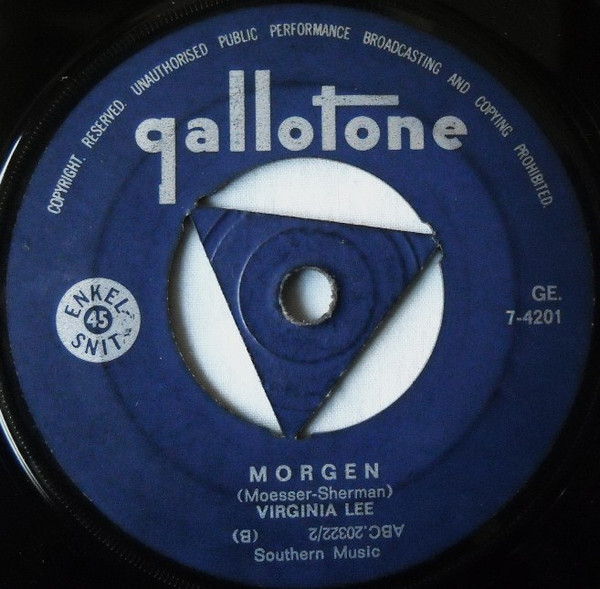 COPYRIGHT. RESERVED. UNAUTHORISED PUBLIC PERFORMANCE BROADCASTING AND COPYING PROHIBITED.
gallotone
ENKEL-
45
SNIT
GE.
7-4201
MORGEN
(Moesser-Sherman)
VIRGINIA LEE
ABC.20322/2 (B)
Southern Music